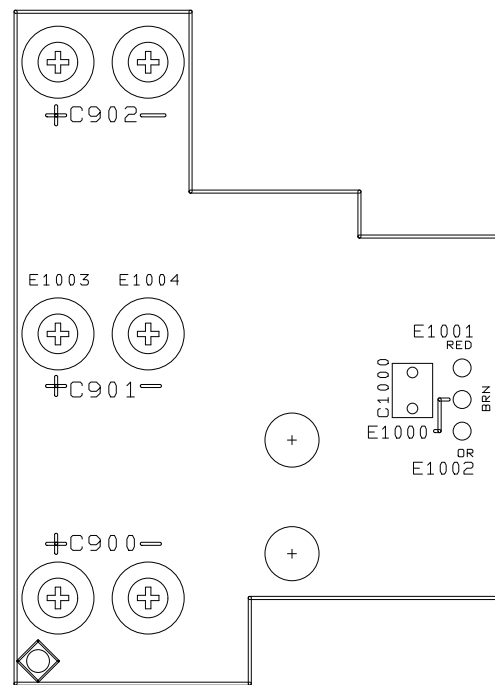 +C902-
E1003 E1004
+C901-
E1001
RED
C1000
BRN
E1000
OR
E1002
+C900-